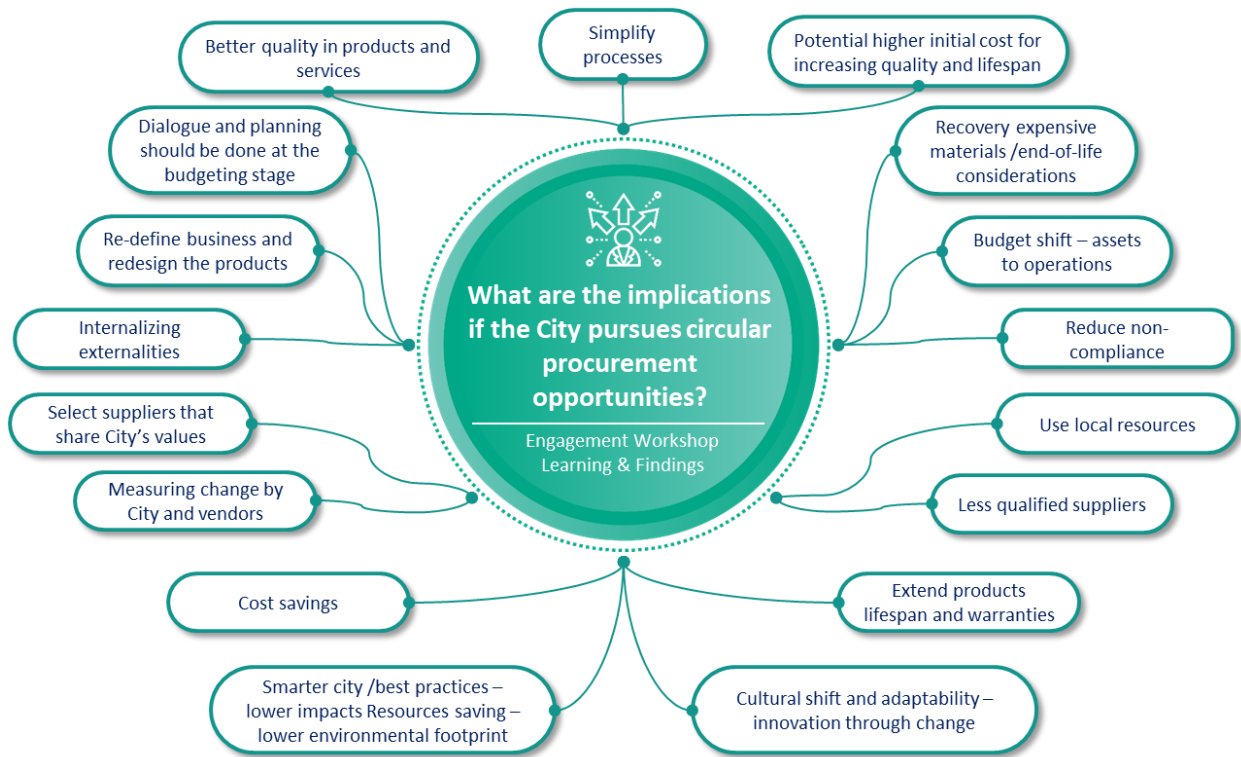 Better quality in products and
services
Simplify
processes
Potential higher initial cost for
increasing quality and lifespan
Dialogue and planning
should be done at the
budgeting stage
Recovery expensive
materials /end-of-life
considerations
Re-define business and
redesign the products
Budget shift – assets
to operations
Internalizing
externalities
Reduce non-
compliance
Select suppliers that
share City's values
Use local resources
Measuring change by
City and vendors
Less qualified suppliers
Cost savings
Extend products
lifespan and warranties
Smarter city /best practices –
lower impacts Resources saving –
lower environmental footprint
Cultural shift and adaptability –
innovation through change
What are the implications
if the City pursues circular
procurement
opportunities?
Engagement Workshop
Learning & Findings